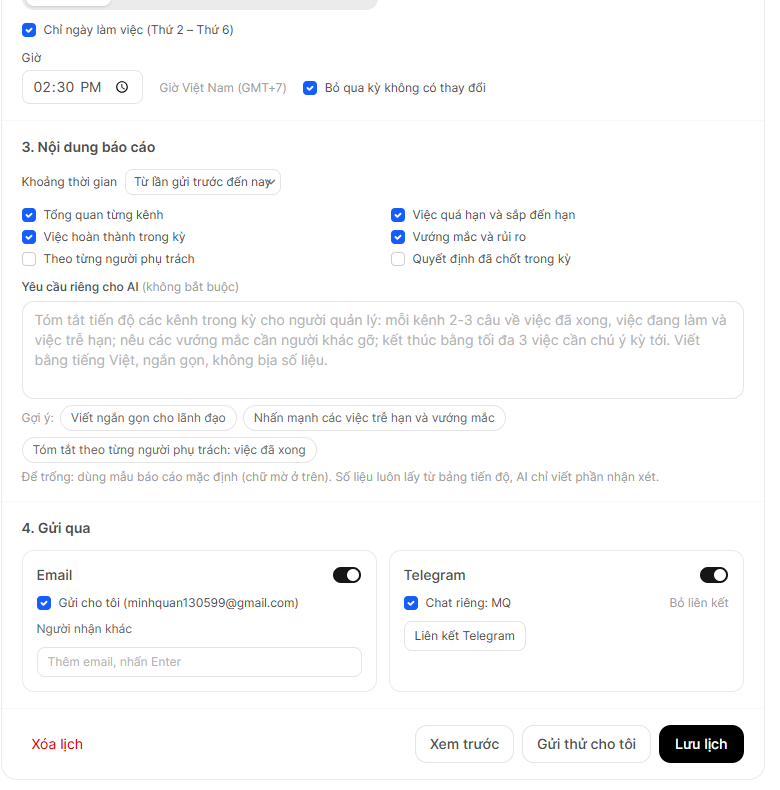 Chỉ ngày làm việc (Thứ 2 – Thứ 6)
Giờ
02:30 PM Giờ Việt Nam (GMT+7) Bỏ qua kỳ không có thay đổi
3. Nội dung báo cáo
Khoảng thời gian Từ lần gửi trước đến nay
Tổng quan từng kênh Việc quá hạn và sắp đến hạn
Việc hoàn thành trong kỳ Vướng mắc và rủi ro
Theo từng người phụ trách Quyết định đã chốt trong kỳ
Yêu cầu riêng cho AI (không bắt buộc)
Tóm tắt tiến độ các kênh trong kỳ cho người quản lý: mỗi kênh 2-3 câu về việc đã xong, việc đang làm và
việc trễ hạn; nêu các vướng mắc cần người khác gỡ; kết thúc bằng tối đa 3 việc cần chú ý kỳ tới. Viết
bằng tiếng Việt, ngắn gọn, không bịa số liệu.
Gợi ý: Viết ngắn gọn cho lãnh đạo Nhấn mạnh các việc trễ hạn và vướng mắc
Tóm tắt theo từng người phụ trách: việc đã xong
Để trống: dùng mẫu báo cáo mặc định (chữ mờ ở trên). Số liệu luôn lấy từ bảng tiến độ, AI chỉ viết phần nhận xét.
4. Gửi qua
Email
Gửi cho tôi (minhquan130599@gmail.com)
Người nhận khác
Thêm email, nhấn Enter
Telegram
Chat riêng: MQ Bỏ liên kết
Liên kết Telegram
Xóa lịch Xem trước Gửi thử cho tôi Lưu lịch